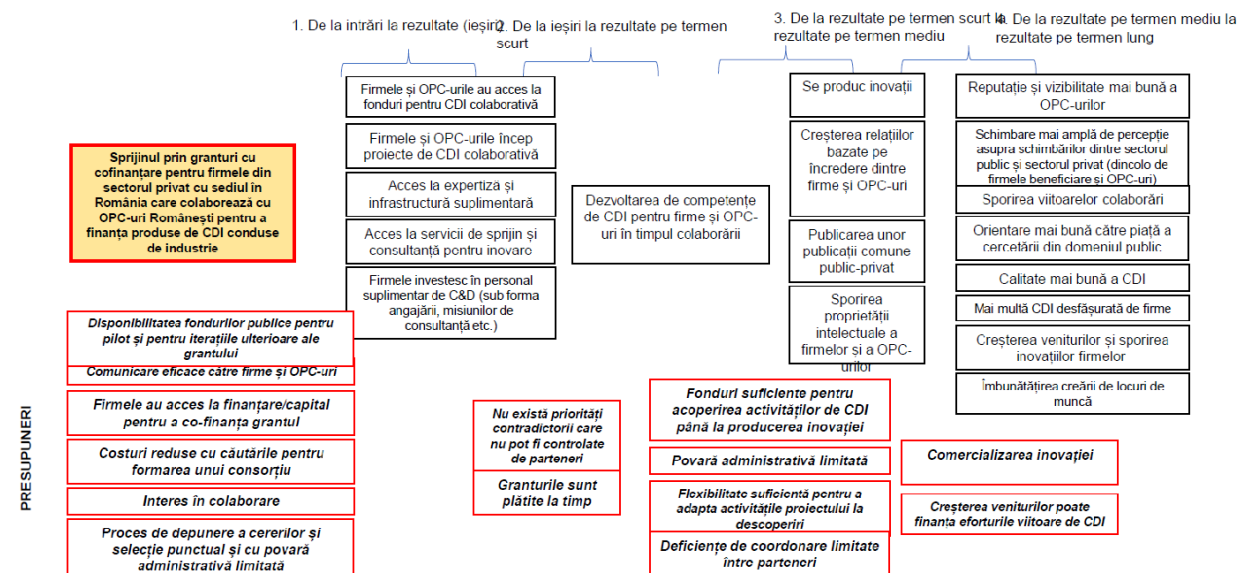 1. De la intrări la rezultate (ieșiri)
2. De la ieșiri la rezultate pe termen
scurt
3. De la rezultate pe termen scurt la
rezultate pe termen mediu
4. De la rezultate pe termen mediu la
rezultate pe termen lung
Sprijinul prin granturi cu
cofinanțare pentru firmele din
sectorul privat cu sediul în
România care colaborează cu
OPC-uri Românești pentru a
finanța produse de CDI conduse
de industrie
Firmele și OPC-urile au acces la
fonduri pentru CDI colaborativă
Firmele și OPC-urile încep
proiecte de CDI colaborativă
Acces la expertiză și
infrastructură suplimentară
Acces la servicii de sprijin și
consultanță pentru inovare
Firmele investesc în personal
suplimentar de C&D (sub forma
angajării, misiunilor de
consultanță etc.)
Dezvoltarea de competențe
de CDI pentru firme și OPC-
uri în timpul colaborării
Se produc inovații
Creșterea relațiilor
bazate pe
încredere dintre
firme și OPC-uri
Publicarea unor
publicații comune
public-privat
Sporirea
proprietății
intelectuale a
firmelor și a OPC-
urilor
Reputație și vizibilitate mai bună a
OPC-urilor
Schimbare mai amplă de percepție
asupra schimbărilor dintre sectorul
public și sectorul privat (dincolo de
firmele beneficiare și OPC-uri)
Sporirea viitoarelor colaborări
Orientare mai bună către piață a
cercetării din domeniul public
Calitate mai bună a CDI
Mai multă CDI desfășurată de firme
Creșterea veniturilor și sporirea
inovațiilor firmelor
Îmbunătățirea creării de locuri de
muncă
PRESUPUNERI
Disponibilitatea fondurilor publice pentru
pilot și pentru iterațiile ulterioare ale
grantului
Comunicare eficace către firme și OPC-uri
Firmele au acces la finanțare/capital
pentru a co-finanța grantul
Costuri reduse cu căutările pentru
formarea unui consorțiu
Interes în colaborare
Proces de depunere a cererilor și
selecție punctual și cu povară
administrativă limitată
Nu există priorități
contradictorii care
nu pot fi controlate
de parteneri
Granturile sunt
plătite la timp
Fonduri suficiente pentru
acoperirea activităților de CDI
până la producerea inovației
Povară administrativă limitată
Flexibilitate suficientă pentru a
adapta activitățile proiectului la
descoperiri
Deficiențe de coordonare limitate
între parteneri
Comercializarea inovației
Creșterea veniturilor poate
finanța eforturile viitoare de CDI